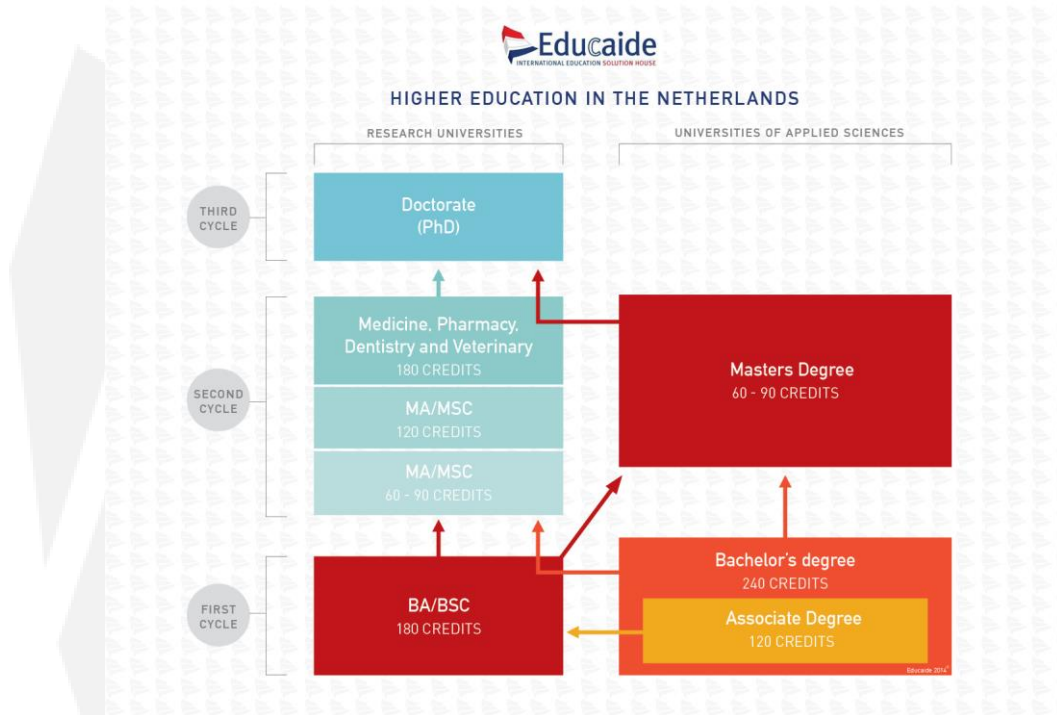 Educaide
INTERNATIONAL EDUCATION SOLUTION HOUSE
HIGHER EDUCATION IN THE NETHERLANDS
RESEARCH UNIVERSITIES
UNIVERSITIES OF APPLIED SCIENCES
THIRD
CYCLE
Doctorate
(PhD)
SECOND
CYCLE
Medicine, Pharmacy,
Dentistry and Veterinary
180 CREDITS
MA/MSC
120 CREDITS
MA/MSC
60 - 90 CREDITS
Masters Degree
60 - 90 CREDITS
FIRST
CYCLE
BA/BSC
180 CREDITS
Bachelor's degree
240 CREDITS
Associate Degree
120 CREDITS
Educaide 2014